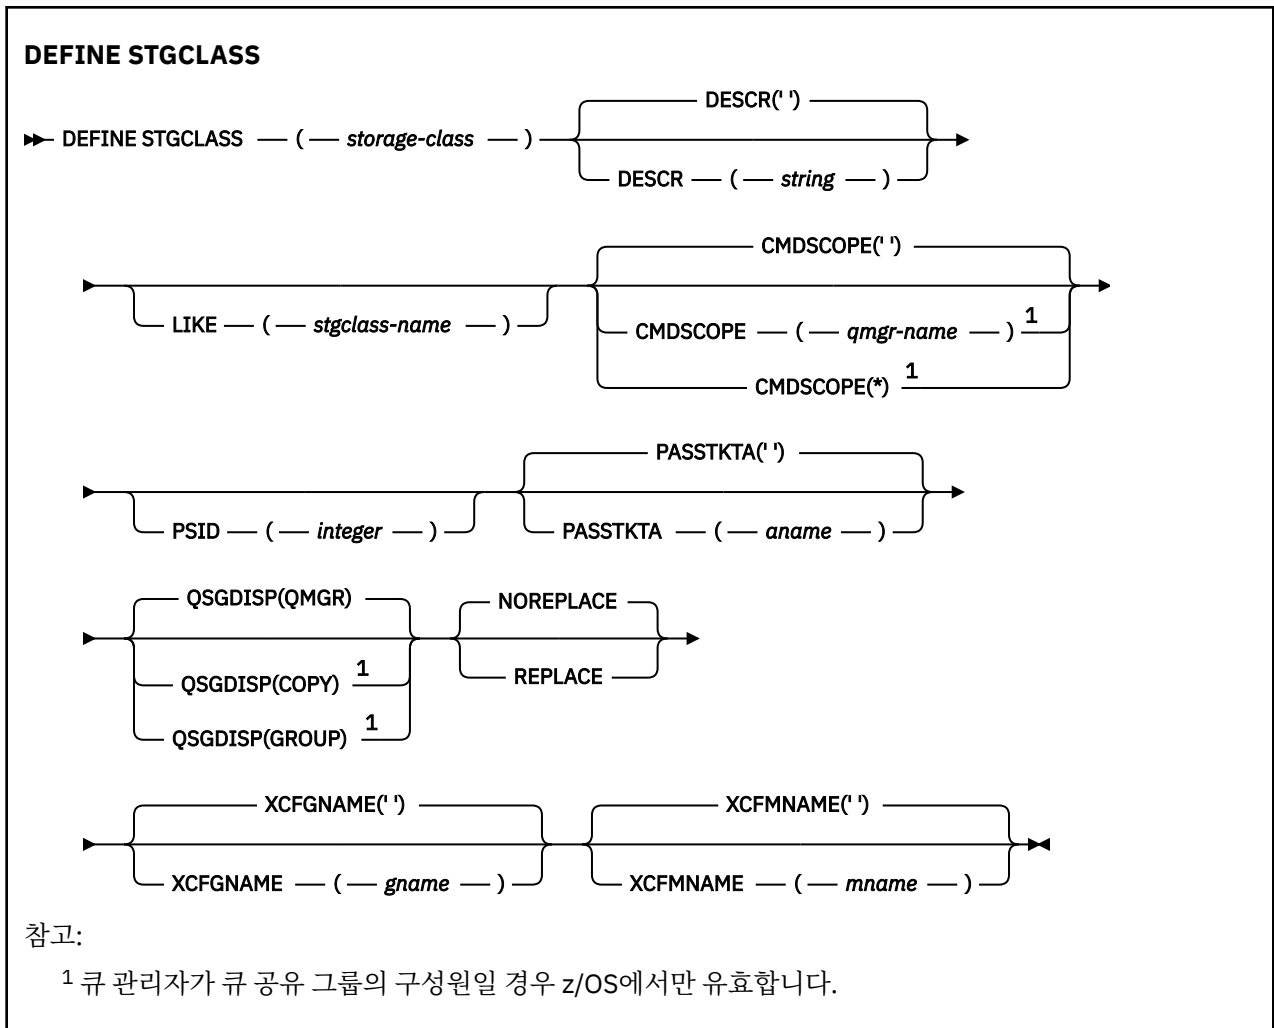 DEFINE STGCLASS
DESCR(' ')
DEFINE STGCLASS ( storage-class )
DESCR ( string )
CMDSCOPE(' ')
LIKE ( stgclass-name )
CMDSCOPE ( qmgr-name ) 1
CMDSCOPE(*) 1
PASSTKTA(' ')
PSID ( integer )
PASSTKTA ( aname )
QSGDISP(QMGR)
NOREPLACE
QSGDISP(COPY) 1
REPLACE
QSGDISP(GROUP) 1
XCFGNAME(' ')
XCFMNAME(' ')
XCFGNAME ( gname )
XCFMNAME ( mname )
참고:
1 큐 관리자가 큐 공유 그룹의 구성원일 경우 z/OS에서만 유효합니다.